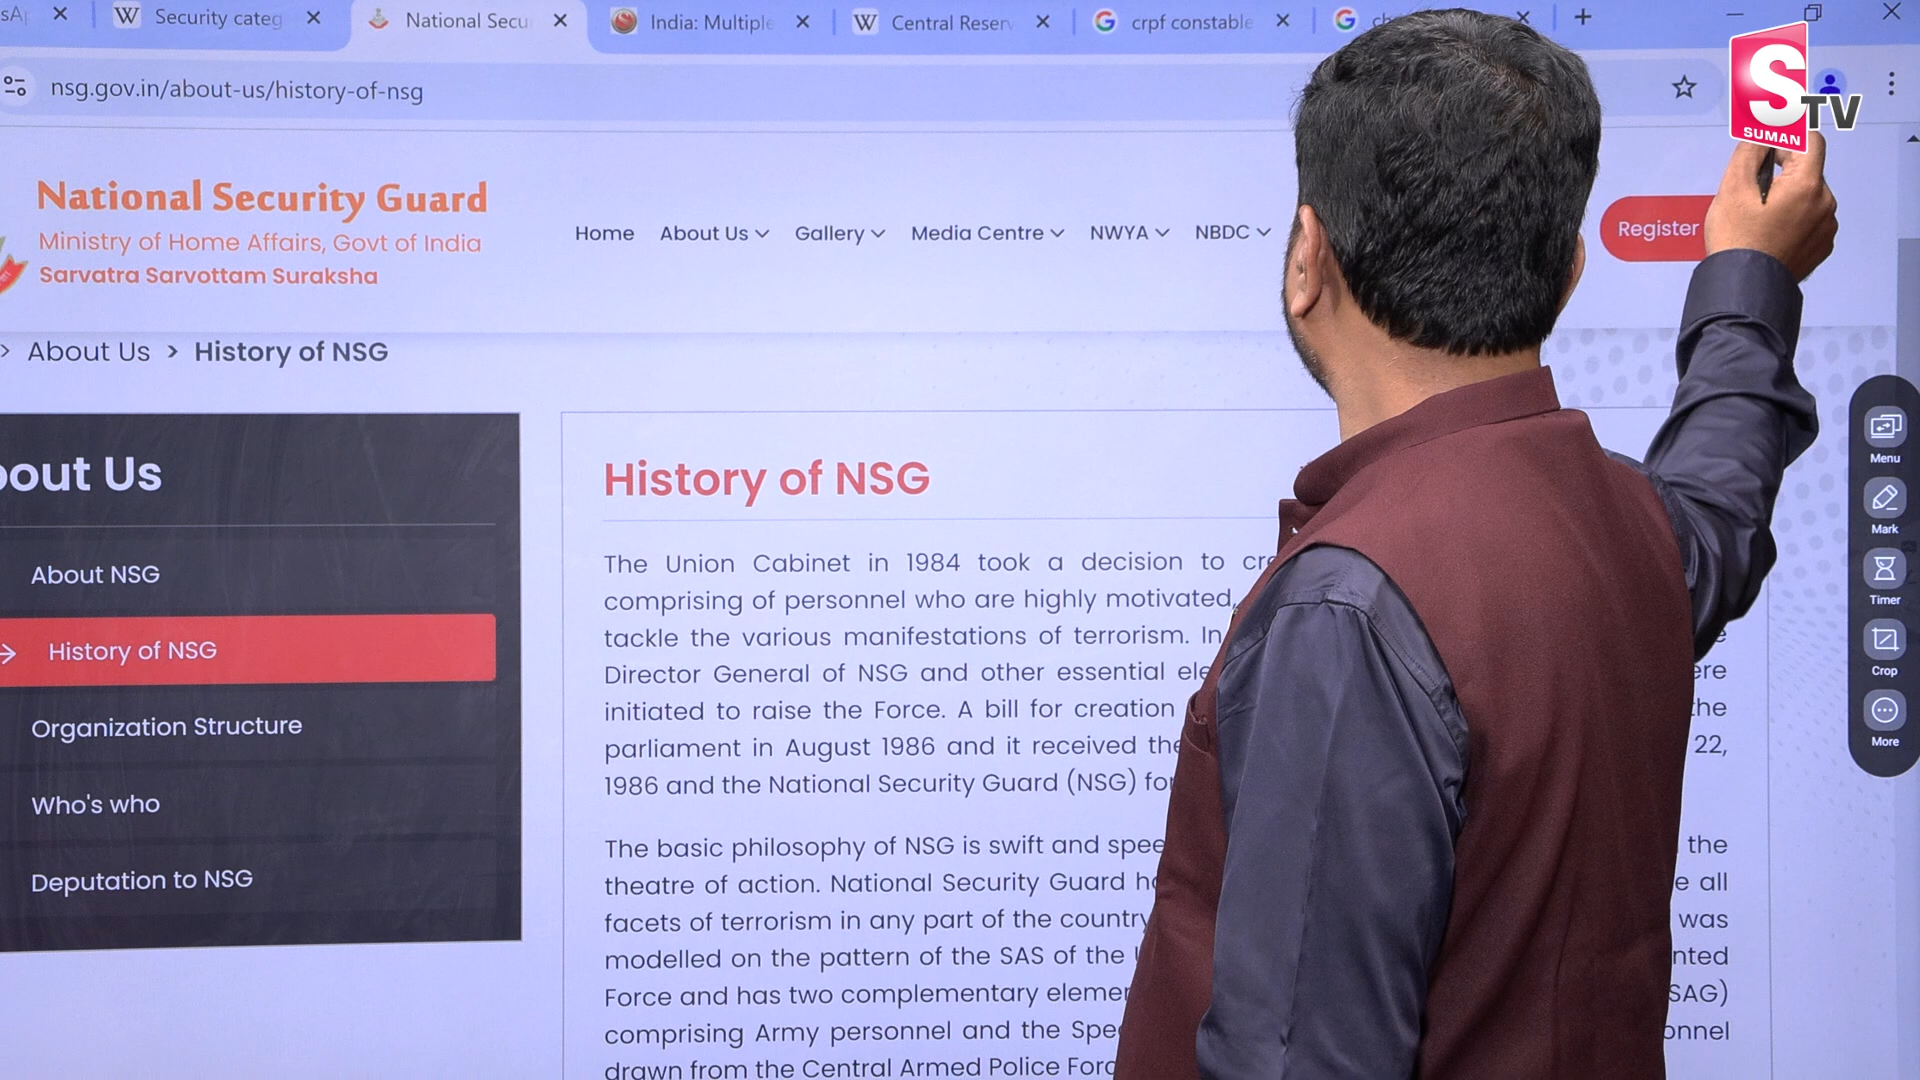 Security categ
National Secu
India: Multiple
Central Reserv
crpf constable
nsg.gov.in/about-us/history-of-nsg
S TV
SUMAN
National Security Guard
Ministry of Home Affairs, Govt of India
Sarvatra Sarvottam Suraksha
Home About Us Gallery Media Centre NWYA NBDC
Register
> About Us > History of NSG
out Us
About NSG
History of NSG
Organization Structure
Who's who
Deputation to NSG
History of NSG
The Union Cabinet in 1984 took a decision to
comprising of personnel who are highly motivated,
tackle the various manifestations of terrorism. In
Director General of NSG and other essential ere
initiated to raise the Force. A bill for creation the
parliament in August 1986 and it received the 22,
1986 and the National Security Guard (NSG)
The basic philosophy of NSG is swift and spee the
theatre of action. National Security Guard e all
facets of terrorism in any part of the country was
modelled on the pattern of the SAS of the nted
Force and has two complementary elemen SAG)
comprising Army personnel and the Spe onnel
drawn from the Central Armed Police Forc
Menu
Mark
Timer
Crop
More